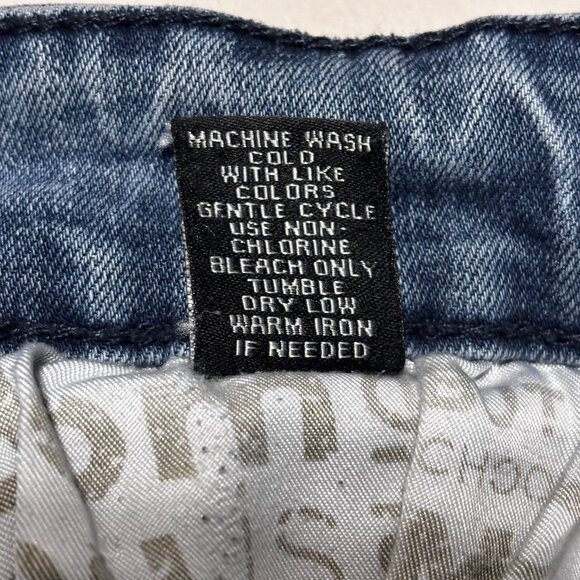 MACHINE WASH
COLD
WITH LIKE
COLORS
GENTLE CYCLE
USE NON-
CHLORINE
BLEACH ONLY
TUMBLE
DRY LOW
WARM IRON
IF NEEDED